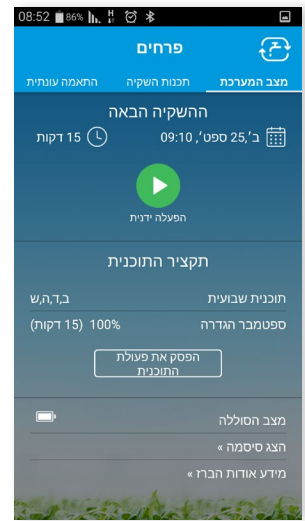 08:52 86% H
פרחים
מצב המערכת תכנות השקיה התאמה עונתית
ההשקיה הבאה
ב',25 ספט', 09:10 15 דקות
הפעלה ידנית
תקציר התוכנית
תוכנית שבועית ב,ד,ה,ש
ספטמבר הגדרה 100% (15 דקות)
הפסק את פעולת
התוכנית
מצב הסוללה
הצג סיסמה »
מידע אודות הברז »